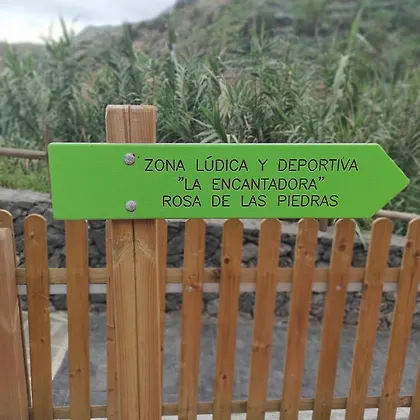 ZONA LÚDICA Y DEPORTIVA
"LA ENCANTADORA"
ROSA DE LAS PIEDRAS